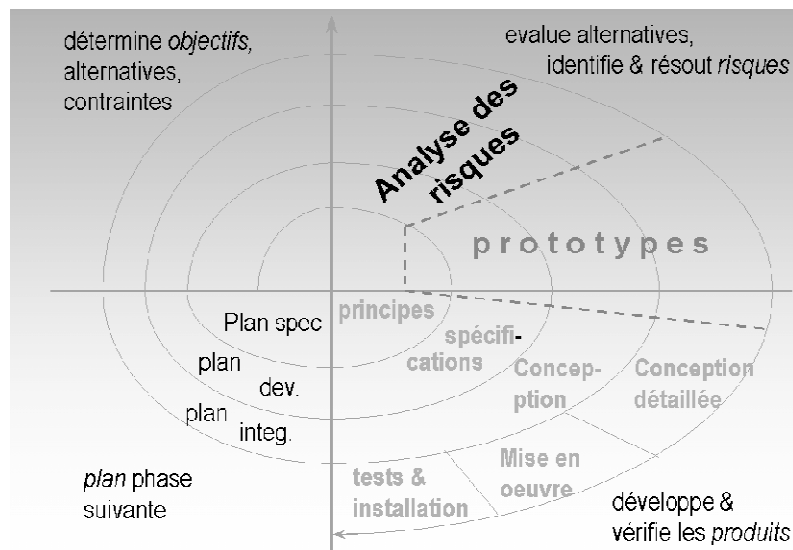 détermine objectifs,
alternatives,
contraintes
evalue alternatives,
identifie & résout risques
Analyse des
risques
prototypes
Plan spec
plan
dev.
plan
integ.
principes
spécifi-
cations
Concep-
ption
Conception
détaillée
tests &
installation
Mise en
oeuvre
plan phase
suivante
développe &
vérifie les produits